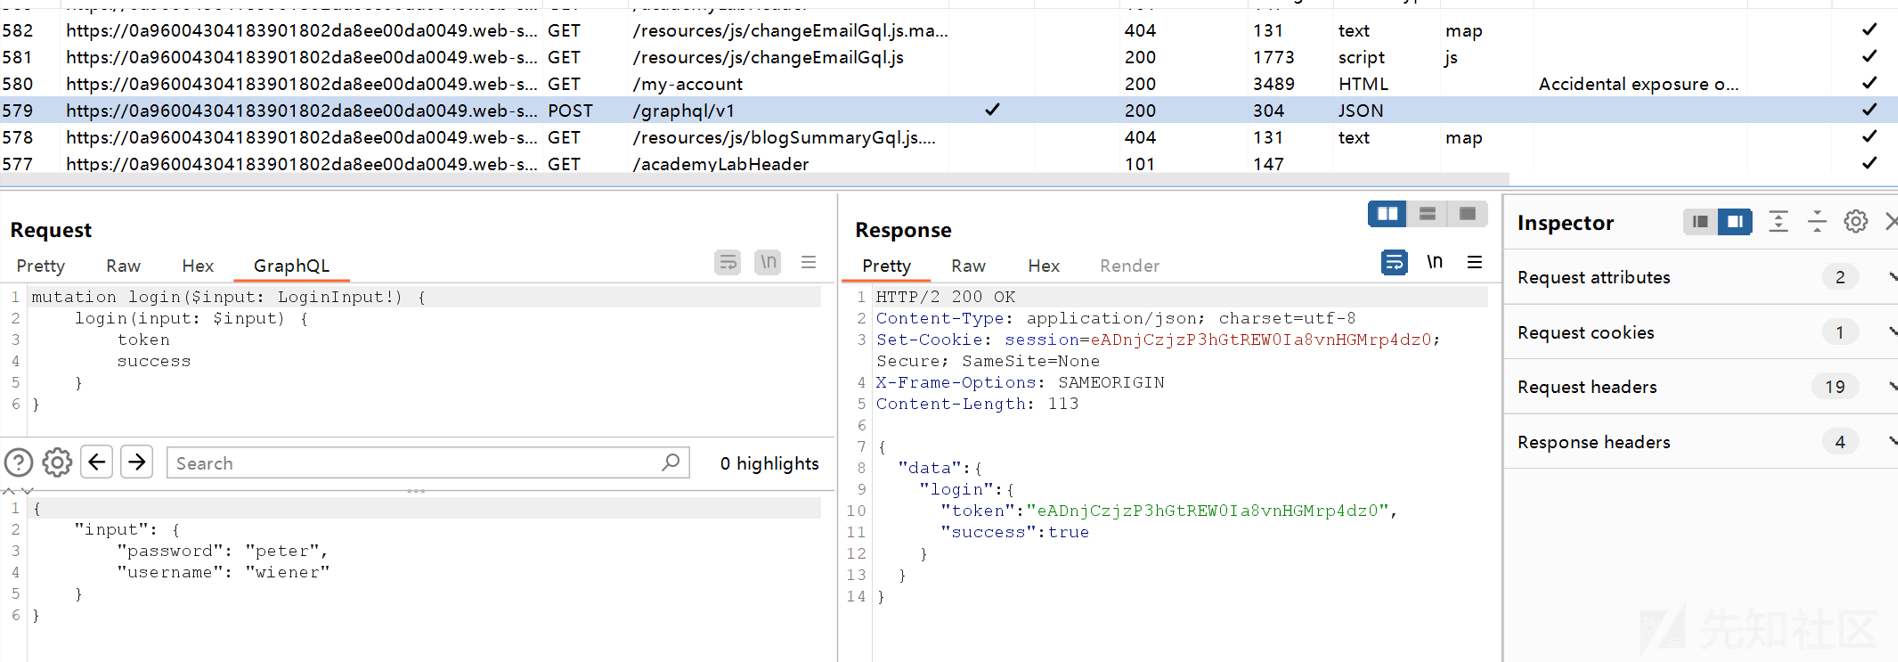 582 https://0a96004304183901802da8ee00da0049.web-s... GET /resources/js/changeEmailGql.js.ma... 404 131 text map
581 https://0a96004304183901802da8ee00da0049.web-s... GET /resources/js/changeEmailGql.js 200 1773 script js
580 https://0a96004304183901802da8ee00da0049.web-s... GET /my-account 200 3489 HTML Accidental exposure o...
579 https://0a96004304183901802da8ee00da0049.web-s... POST /graphql/v1 200 304 JSON
578 https://0a96004304183901802da8ee00da0049.web-s... GET /resources/js/blogSummaryGql.js.... 404 131 text map
577 https://0a96004304183901802da8ee00da0049.web-s... GET /academyLabHeader 101 147
Request
Pretty Raw Hex GraphQL \n
1 mutation login($input: LoginInput!) {
2 login(input: $input) {
3 token
4 success
5 }
6 }
Search 0 highlights
1 {
2 "input": {
3 "password": "peter",
4 "username": "wiener"
5 }
6 }
Response
Pretty Raw Hex Render \n
1 HTTP/2 200 OK
2 Content-Type: application/json; charset=utf-8
3 Set-Cookie: session=eADnjCzjzP3hGtREW0Ia8vnHGMrp4dz0;
Secure; SameSite=None
4 X-Frame-Options: SAMEORIGIN
5 Content-Length: 113
6
7 {
8 "data":{
9 "login":{
10 "token":"eADnjCzjzP3hGtREW0Ia8vnHGMrp4dz0",
11 "success":true
12 }
13 }
14 }
Inspector
Request attributes 2
Request cookies 1
Request headers 19
Response headers 4
先知社区